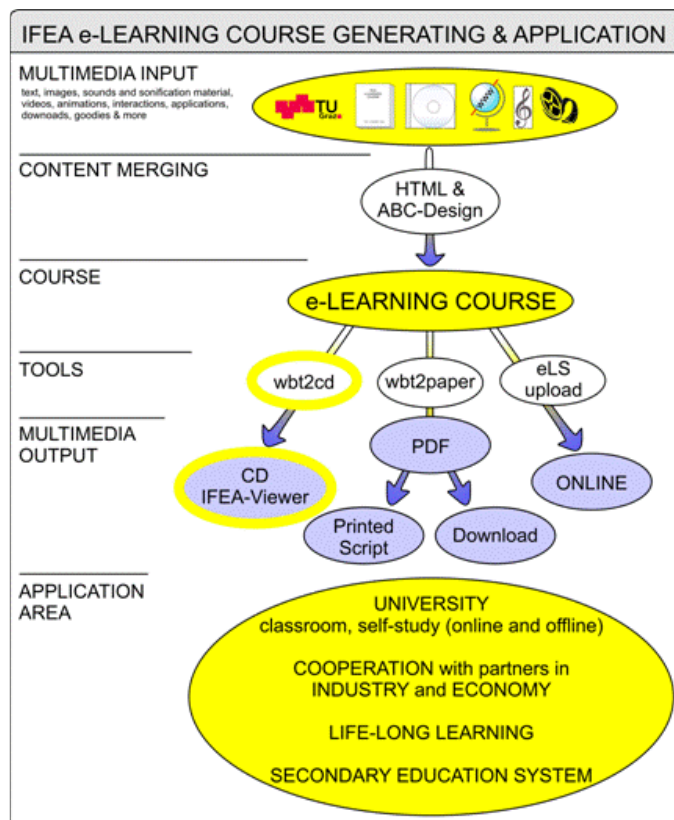 IFEA e-LEARNING COURSE GENERATING & APPLICATION
MULTIMEDIA INPUT
text, images, sounds and sonification material,
videos, animations, interactions, applications,
downoads, goodies & more
TU
Graz
WWW
CONTENT MERGING
HTML &
ABC-Design
COURSE
e-LEARNING COURSE
TOOLS
wbt2cd
wbt2paper
eLS
upload
MULTIMEDIA
OUTPUT
CD
IFEA-Viewer
PDF
ONLINE
Printed
Script
Download
APPLICATION
AREA
UNIVERSITY
classroom, self-study (online and offline)
COOPERATION with partners in
INDUSTRY and ECONOMY
LIFE-LONG LEARNING
SECONDARY EDUCATION SYSTEM